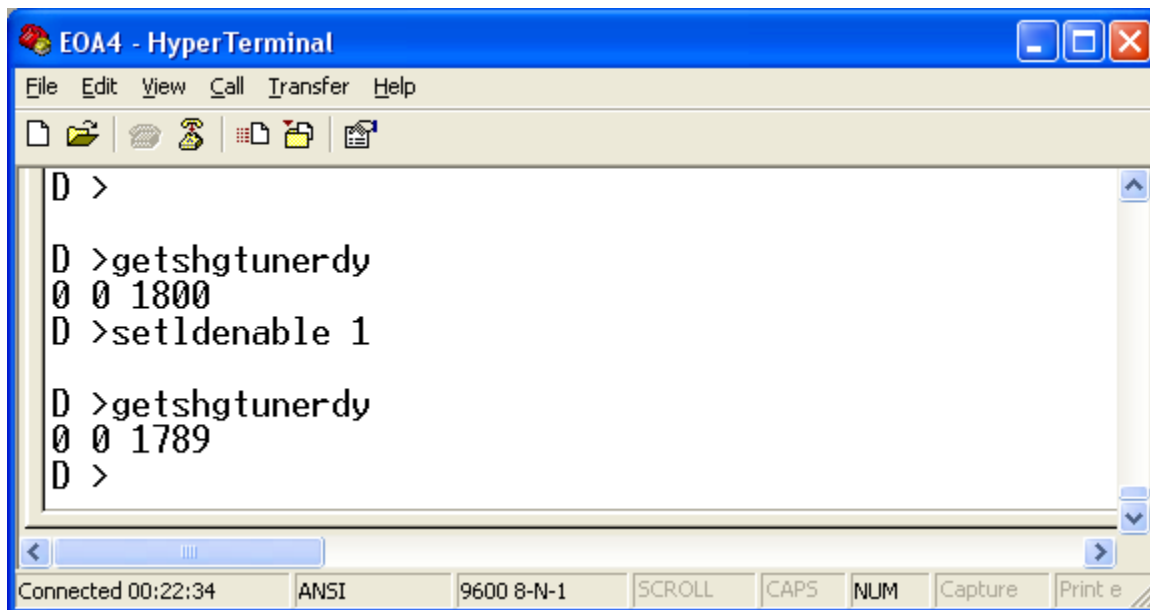 EOA4 - HyperTerminal
File Edit View Call Transfer Help
D >
D >getshgtunerdy
0 0 1800
D >setldenable 1
D >getshgtunerdy
0 0 1789
D >
Connected 00:22:34 ANSI 9600 8-N-1 SCROLL CAPS NUM Capture Print e